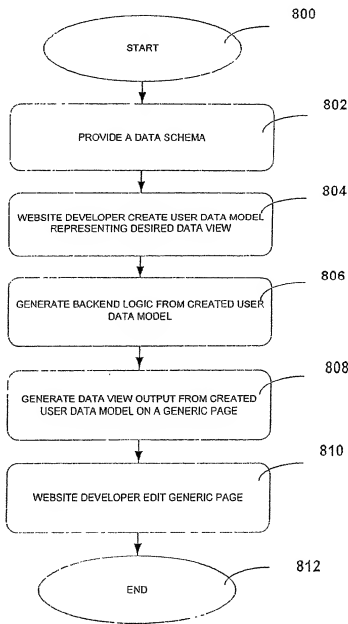 800
START
802
PROVIDE A DATA SCHEMA
804
WEBSITE DEVELOPER CREATE USER DATA MODEL
REPRESENTING DESIRED DATA VIEW
806
GENERATE BACKEND LOGIC FROM CREATED USER
DATA MODEL
808
GENERATE DATA VIEW OUTPUT FROM CREATED
USER DATA MODEL ON A GENERIC PAGE
810
WEBSITE DEVELOPER EDIT GENERIC PAGE
812
END